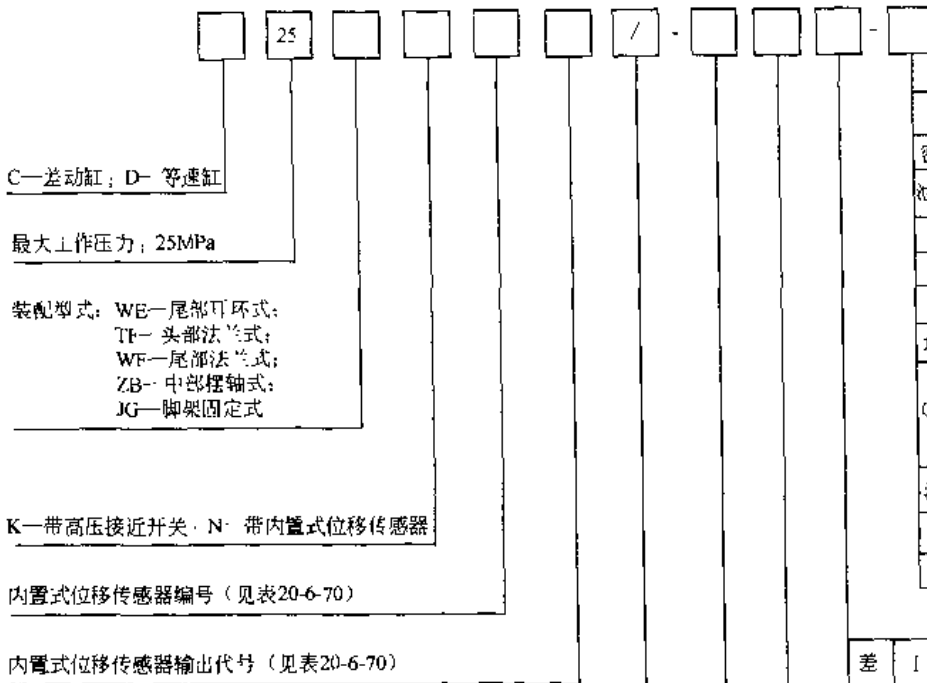 25
/
-
-
C—差动缸；D—等速缸
最大工作压力；25MPa
装配型式：WE—尾部耳环式；
TF—头部法兰式；
WF—尾部法兰式；
ZB—中部摆轴式；
JG—脚架固定式
K—带高压接近开关·N—带内置式位移传感器
内置式位移传感器编号（见表20-6-70）
内置式位移传感器输出代号（见表20-6-70）
差